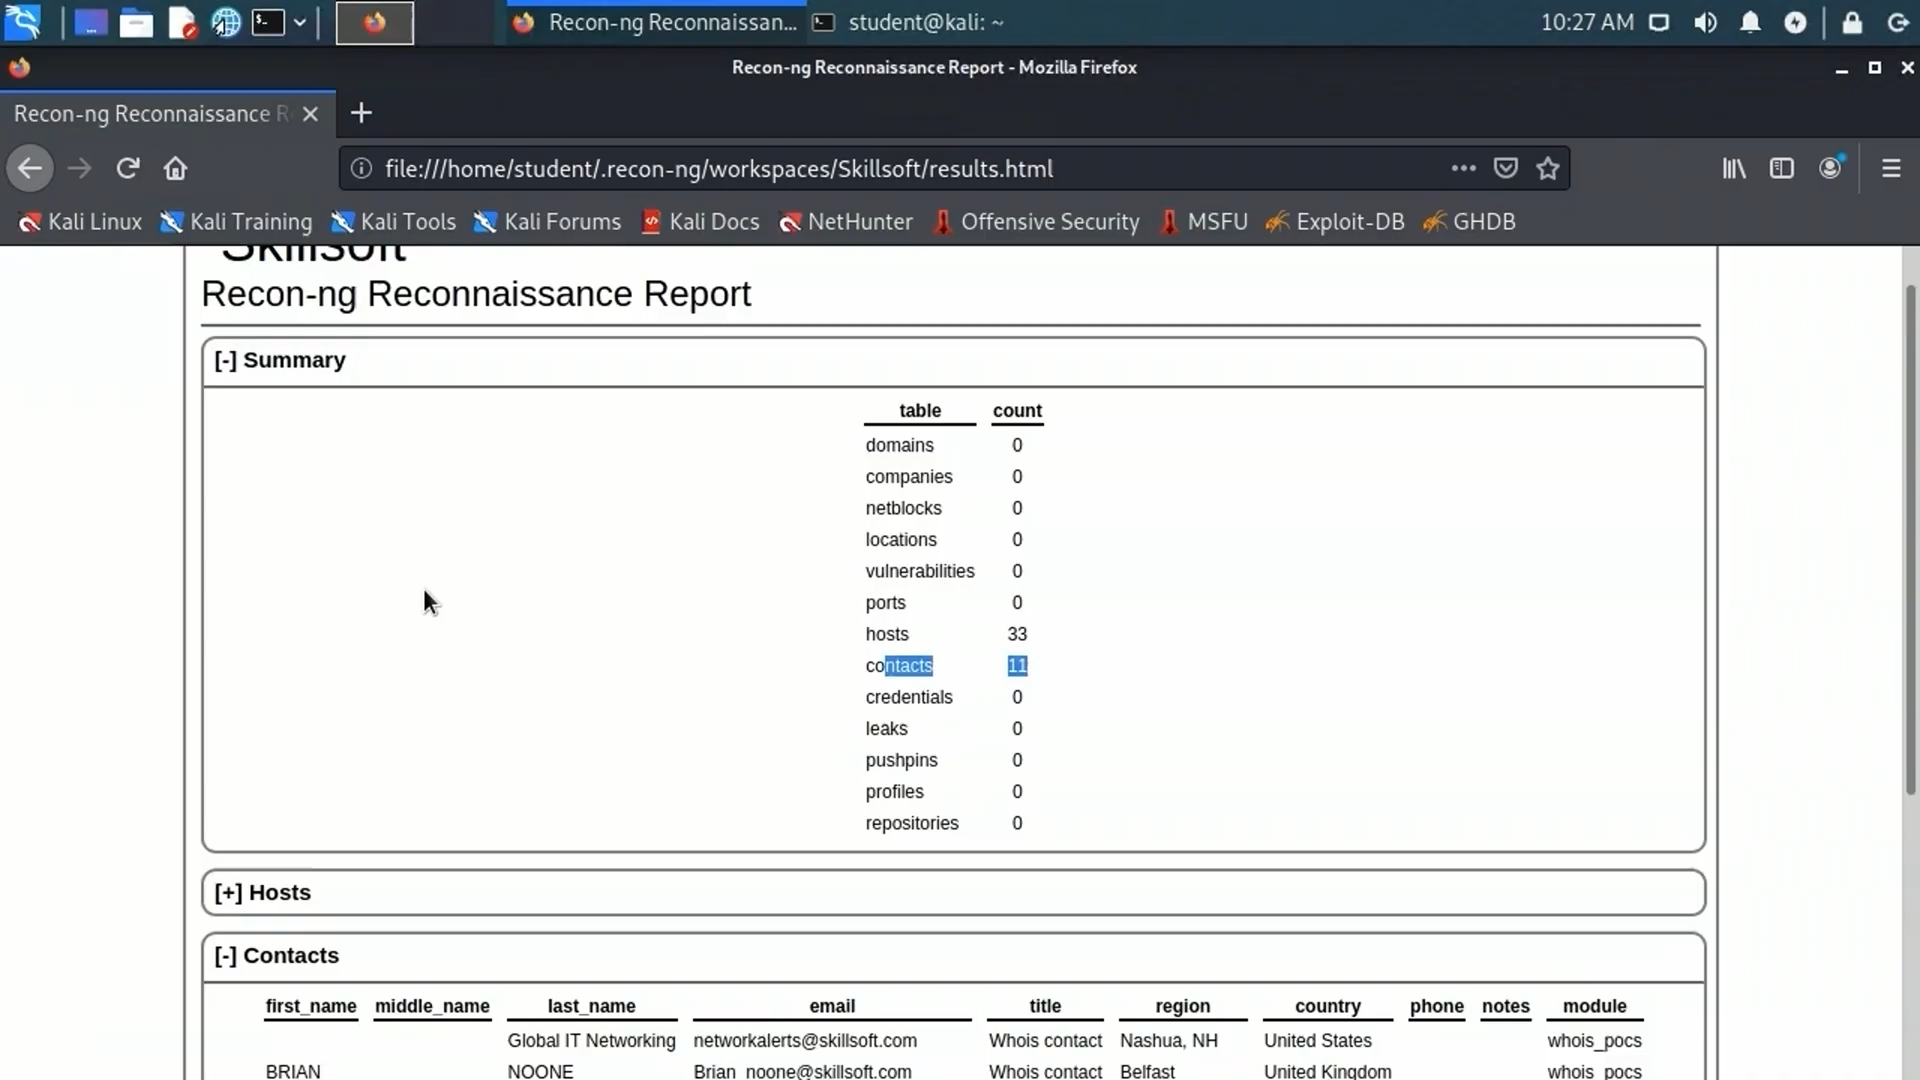 Recon-ng Reconnaissan... student@kali: ~ 10:27 AM
Recon-ng Reconnaissance Report - Mozilla Firefox
Recon-ng Reconnaissance R
file:///home/student/.recon-ng/workspaces/Skillsoft/results.html
Kali Linux Kali Training Kali Tools Kali Forums Kali Docs NetHunter Offensive Security MSFU Exploit-DB GHDB
Skillsoft
Recon-ng Reconnaissance Report
[-] Summary
table count
domains 0
companies 0
netblocks 0
locations 0
vulnerabilities 0
ports 0
hosts 33
contacts 11
credentials 0
leaks 0
pushpins 0
profiles 0
repositories 0
[+] Hosts
[-] Contacts
first_name middle_name last_name email title region country phone notes module
Global IT Networking networkalerts@skillsoft.com Whois contact Nashua, NH United States whois_pocs
BRIAN NOONE Brian_noone@skillsoft.com Whois contact Belfast United Kingdom whois_pocs